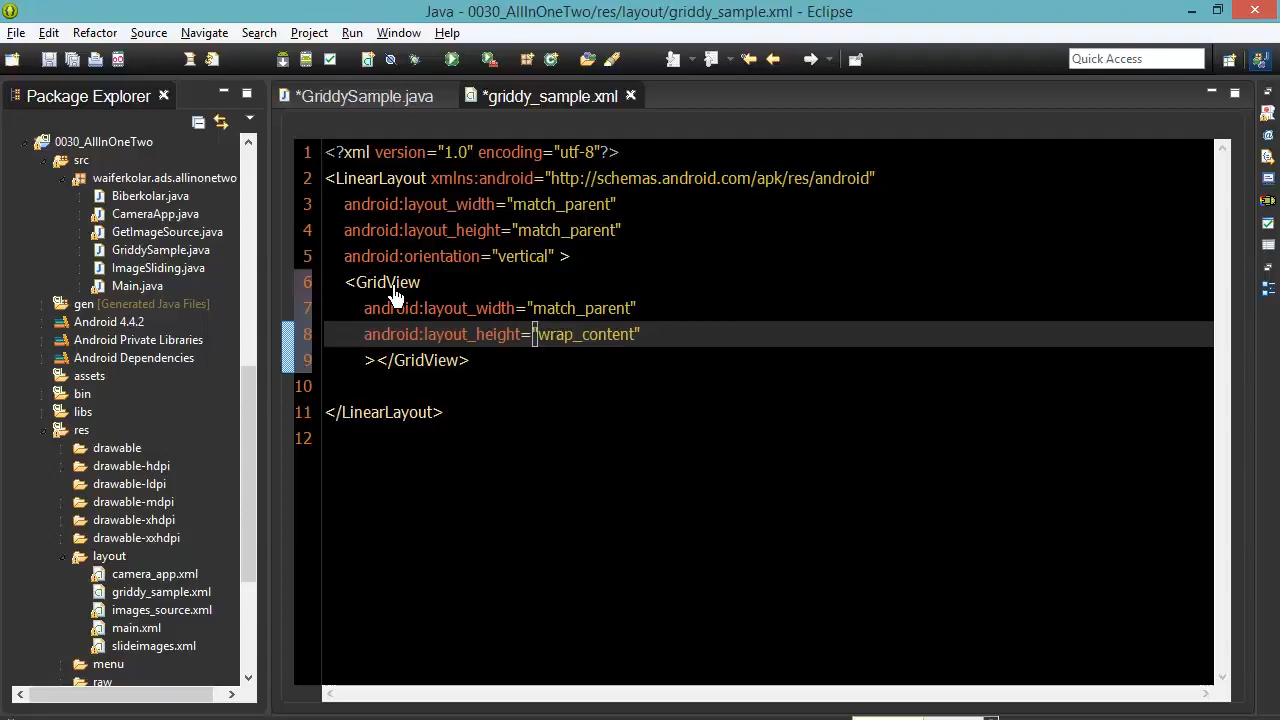 Java - 0030_AllInOneTwo/res/layout/griddy_sample.xml - Eclipse
File Edit Refactor Source Navigate Search Project Run Window Help
Quick Access
Package Explorer
*GriddySample.java
*griddy_sample.xml
0030_AllInOneTwo
src
waiferkolar.ads.allinonetwo
Biberkolar.java
CameraApp.java
GetImageSource.java
GriddySample.java
ImageSliding.java
Main.java
gen [Generated Java Files]
Android 4.4.2
Android Private Libraries
Android Dependencies
assets
bin
libs
res
drawable
drawable-hdpi
drawable-ldpi
drawable-mdpi
drawable-xhdpi
drawable-xxhdpi
layout
camera_app.xml
griddy_sample.xml
images_source.xml
main.xml
slideimages.xml
menu
raw
1 <?xml version="1.0" encoding="utf-8"?>
2 <LinearLayout xmlns:android="http://schemas.android.com/apk/res/android"
3 android:layout_width="match_parent"
4 android:layout_height="match_parent"
5 android:orientation="vertical" >
6 <GridView
7 android:layout_width="match_parent"
8 android:layout_height="wrap_content"
9 ></GridView>
10
11 </LinearLayout>
12